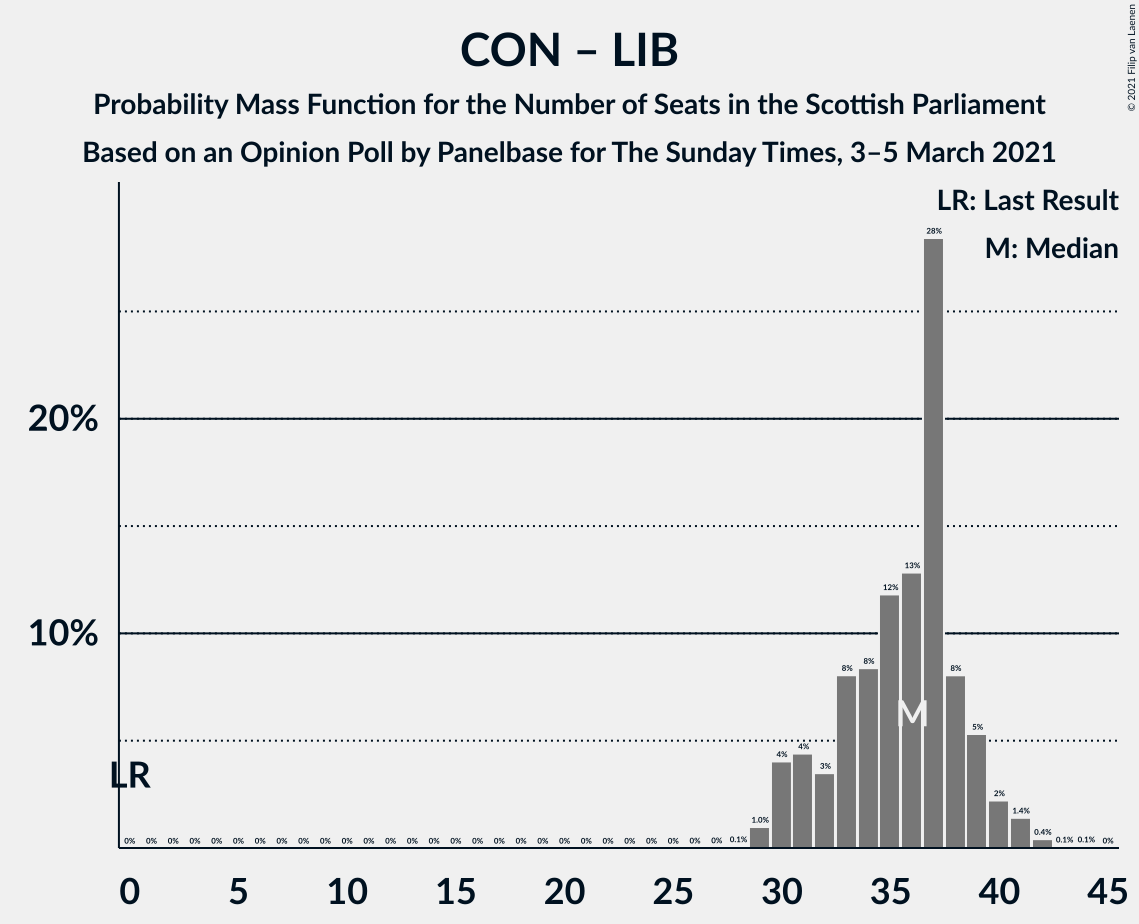 CON – LIB
Probability Mass Function for the Number of Seats in the Scottish Parliament
Based on an Opinion Poll by Panelbase for The Sunday Times, 3–5 March 2021
© 2021 Filip van Laenen
LR: Last Result
M: Median
20%
10%
LR
M
0% 0% 0% 0% 0% 0% 0% 0% 0% 0% 0% 0% 0% 0% 0% 0% 0% 0% 0% 0% 0% 0% 0% 0% 0% 0% 0% 0% 0.1% 1.0% 4% 4% 3% 8% 8% 12% 13% 28% 8% 5% 2% 1.4% 0.4% 0.1% 0.1% 0%
0 5 10 15 20 25 30 35 40 45